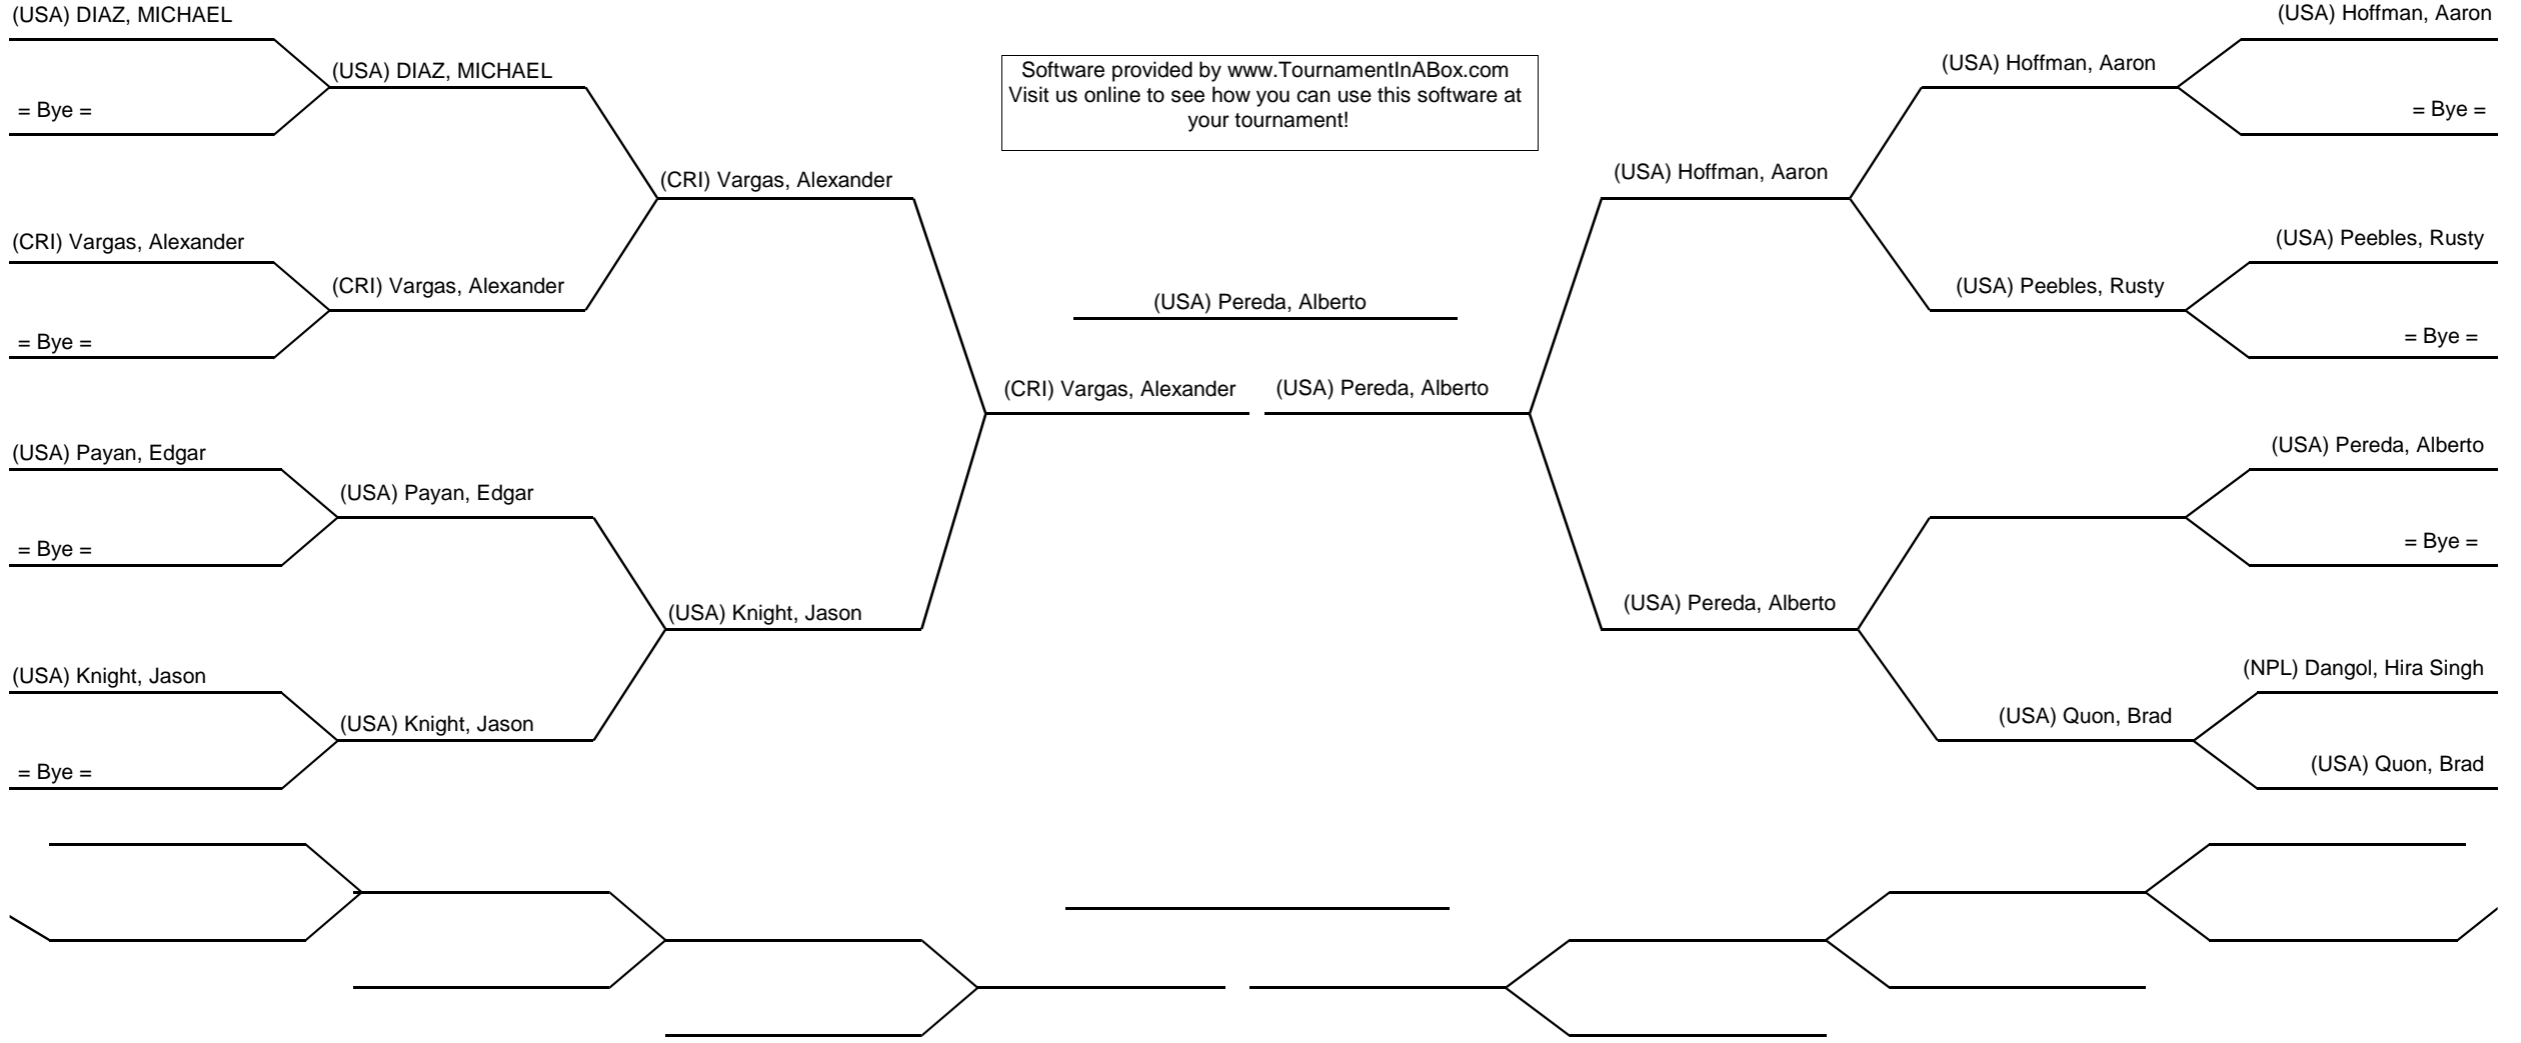 (USA) DIAZ, MICHAEL
(USA) DIAZ, MICHAEL
= Bye =
(CRI) Vargas, Alexander
(CRI) Vargas, Alexander
(CRI) Vargas, Alexander
= Bye =
(USA) Payan, Edgar
(USA) Payan, Edgar
= Bye =
(USA) Knight, Jason
(USA) Knight, Jason
(USA) Knight, Jason
= Bye =
Software provided by www.TournamentInABox.com
Visit us online to see how you can use this software at
your tournament!
(USA) Pereda, Alberto
(CRI) Vargas, Alexander
(USA) Pereda, Alberto
(USA) Hoffman, Aaron
(USA) Hoffman, Aaron
(USA) Hoffman, Aaron
= Bye =
(USA) Peebles, Rusty
(USA) Peebles, Rusty
= Bye =
(USA) Pereda, Alberto
= Bye =
(USA) Pereda, Alberto
(NPL) Dangol, Hira Singh
(USA) Quon, Brad
(USA) Quon, Brad